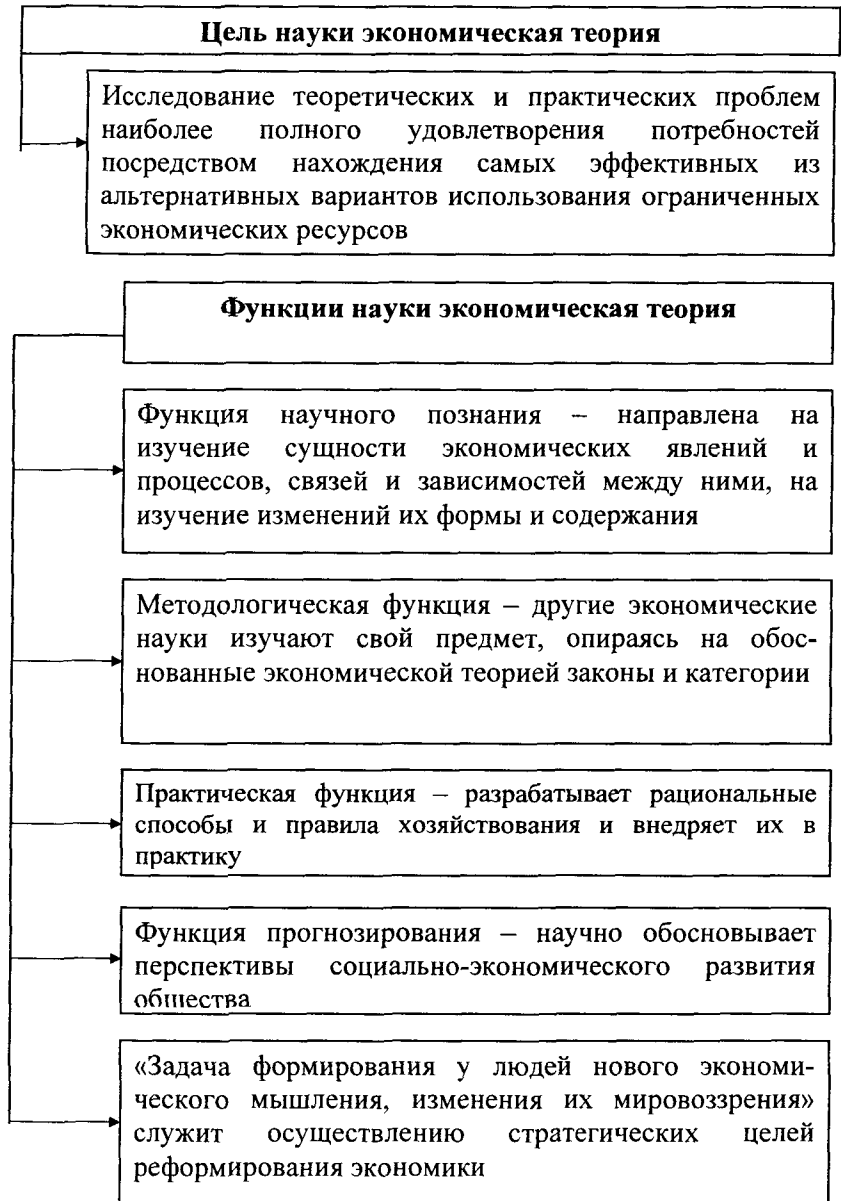 Цель науки экономическая теория
Исследование теоретических и практических проблем
наиболее полного удовлетворения потребностей
посредством нахождения самых эффективных из
альтернативных вариантов использования ограниченных
экономических ресурсов
Функции науки экономическая теория
Функция научного познания – направлена на
изучение сущности экономических явлений и
процессов, связей и зависимостей между ними, на
изучение изменений их формы и содержания
Методологическая функция – другие экономические
науки изучают свой предмет, опираясь на обос-
нованные экономической теорией законы и категории
Практическая функция – разрабатывает рациональные
способы и правила хозяйствования и внедряет их в
практику
Функция прогнозирования – научно обосновывает
перспективы социально-экономического развития
общества
«Задача формирования у людей нового экономи-
ческого мышления, изменения их мировоззрения»
служит осуществлению стратегических целей
реформирования экономики